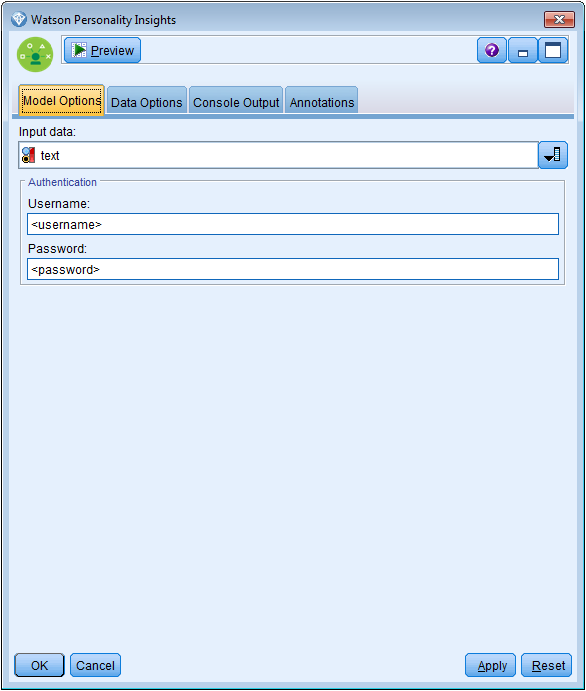 Watson Personality Insights
Preview
?
Model Options Data Options Console Output Annotations
Input data:
text
Authentication
Username:
<username>
Password:
<password>
OK Cancel Apply Reset